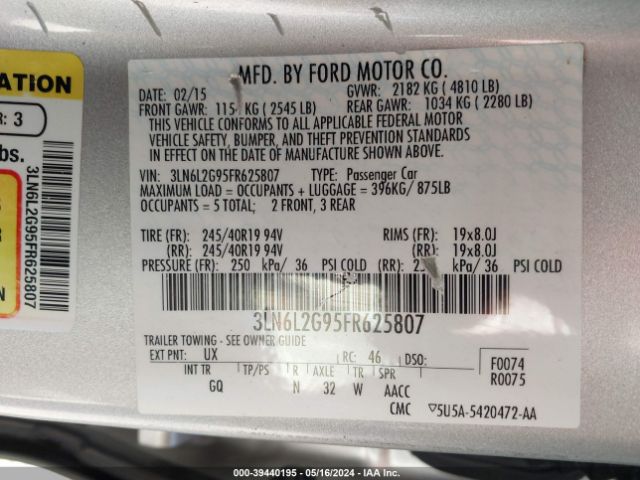 ATION
R: 3
bs.
3LN6L2G95FR625807
MFD. BY FORD MOTOR CO.
DATE: 02/15
GVWR: 2182 KG ( 4810 LB)
FRONT GAWR: 115 KG ( 2545 LB)
REAR GAWR: 1034 KG ( 2280 LB)
THIS VEHICLE CONFORMS TO ALL APPLICABLE FEDERAL MOTOR
VEHICLE SAFETY, BUMPER, AND THEFT PREVENTION STANDARDS
IN EFFECT ON THE DATE OF MANUFACTURE SHOWN ABOVE.
VIN: 3LN6L2G95FR625807 TYPE: Passenger Car
MAXIMUM LOAD = OCCUPANTS + LUGGAGE = 396KG/ 875LB
OCCUPANTS = 5 TOTAL; 2 FRONT, 3 REAR
TIRE (FR): 245/40R19 94V RIMS (FR): 19x8.0J
(RR): 245/40R19 94V (RR): 19x8.0J
PRESSURE (FR): 250 kPa/ 36 PSI COLD (RR): 2 kPa/ 36 PSI COLD
3LN6L2G95FR625807
TRAILER TOWING - SEE OWNER GUIDE
EXT PNT: UX RC: 46 DSO:
F0074
R0075
INT TR TP/PS R AXLE TR SPR
GQ N 32 W AACC
CMC ▽5U5A-5420472-AA
000-39440195 - 05/16/2024 - IAA Inc.